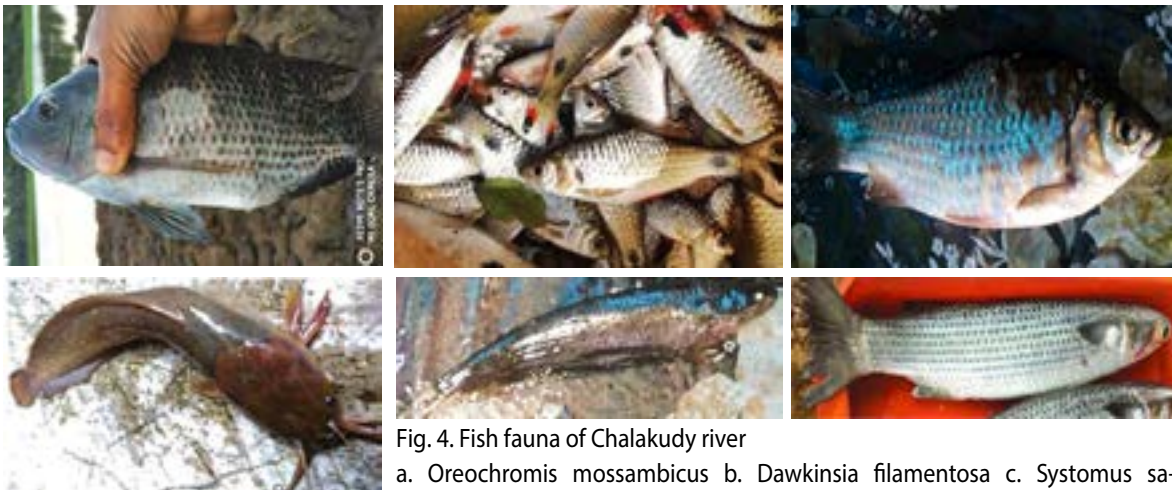 Fig. 4. Fish fauna of Chalakudy river
a. Oreochromis mossambicus b. Dawkinsia filamentosa c. Systomus sa-